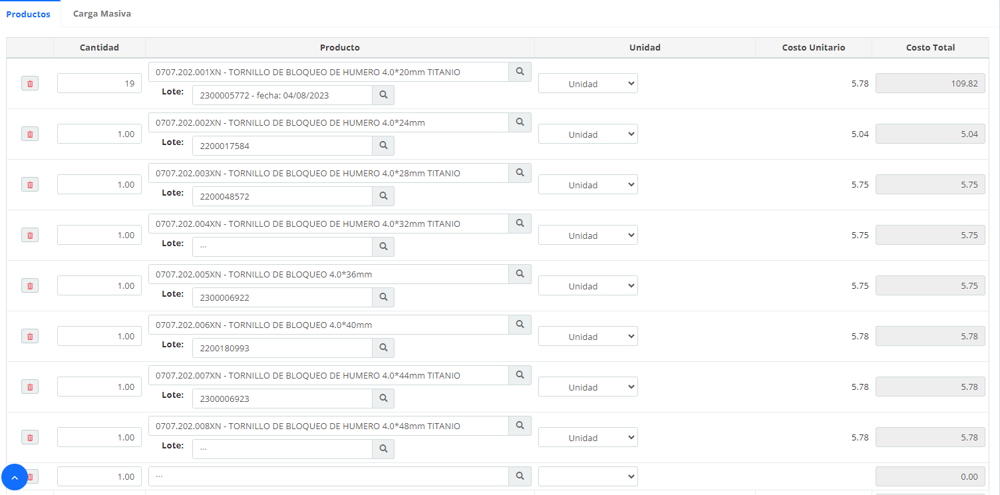 Productos Carga Masiva
Cantidad Producto Unidad Costo Unitario Costo Total
0707.202.001XN - TORNILLO DE BLOQUEO DE HUMERO 4.0*20mm TITANIO
19 Unidad 5.78 109.82
Lote: 2300005772 - fecha: 04/08/2023
0707.202.002XN - TORNILLO DE BLOQUEO DE HUMERO 4.0*24mm
1.00 Unidad 5.04 5.04
Lote: 2200017584
0707.202.003XN - TORNILLO DE BLOQUEO DE HUMERO 4.0*28mm TITANIO
1.00 Unidad 5.75 5.75
Lote: 2200048572
0707.202.004XN - TORNILLO DE BLOQUEO DE HUMERO 4.0*32mm TITANIO
1.00 Unidad 5.75 5.75
Lote: ...
0707.202.005XN - TORNILLO DE BLOQUEO 4.0*36mm
1.00 Unidad 5.75 5.75
Lote: 2300006922
0707.202.006XN - TORNILLO DE BLOQUEO 4.0*40mm
1.00 Unidad 5.78 5.78
Lote: 2200180993
0707.202.007XN - TORNILLO DE BLOQUEO DE HUMERO 4.0*44mm TITANIO
1.00 Unidad 5.78 5.78
Lote: 2300006923
0707.202.008XN - TORNILLO DE BLOQUEO DE HUMERO 4.0*48mm TITANIO
1.00 Unidad 5.78 5.78
Lote: ...
1.00 ... 0.00